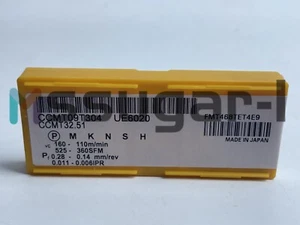 CCMT09T304 UE6020
CCMT32.51
FMT4687ET4E9
P M K N S H
MADE IN JAPAN
vc 160 - 110m/min
525 - 360SFM
0.28 - 0.14 mm/rev
0.011 - 0.006IPR